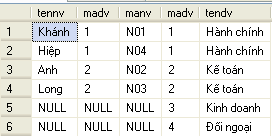 tennv madv manv madv tendv
1 Khánh 1 N01 1 Hành chính
2 Hiệp 1 N04 1 Hành chính
3 Anh 2 N02 2 Kế toán
4 Long 2 N03 2 Kế toán
5 NULL NULL NULL 3 Kinh doanh
6 NULL NULL NULL 4 Đối ngoại